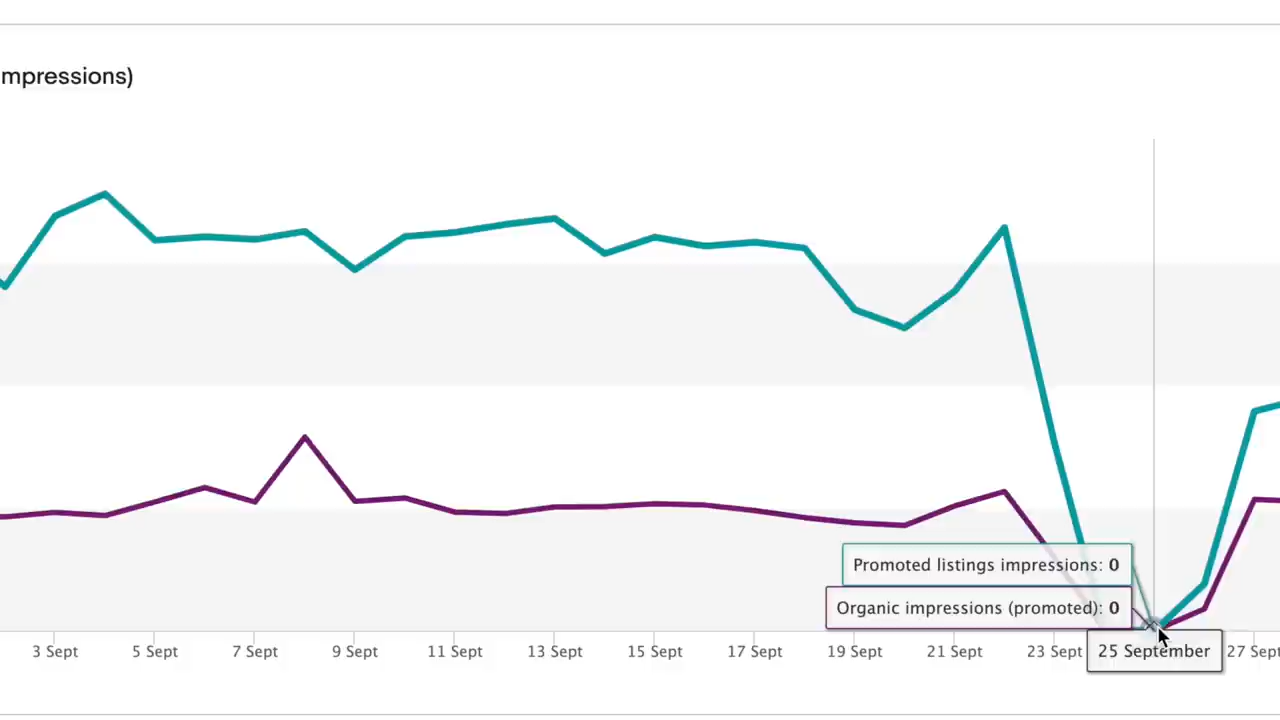 mpressions)
Promoted listings impressions: 0
Organic impressions (promoted): 0
3 Sept 5 Sept 7 Sept 9 Sept 11 Sept 13 Sept 15 Sept 17 Sept 19 Sept 21 Sept 23 Sept 25 September 27 Sept